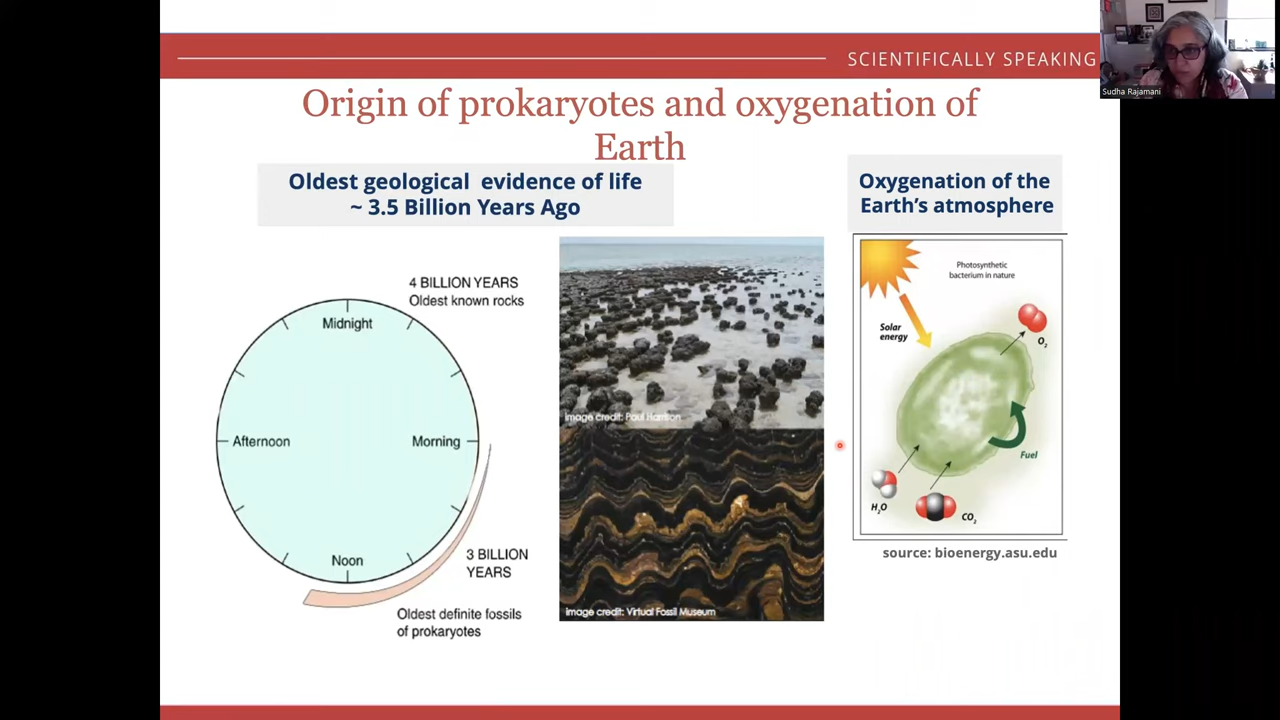 SCIENTIFICALLY SPEAKING
Sudha Rajamani
Origin of prokaryotes and oxygenation of
Earth
Oldest geological evidence of life
~ 3.5 Billion Years Ago
4 BILLION YEARS
Oldest known rocks
Midnight
Afternoon
Morning
Noon
3 BILLION
YEARS
Oldest definite fossils
of prokaryotes
image credit: Paul Harrison
image credit: Virtual Fossil Museum
Oxygenation of the
Earth's atmosphere
Photosynthetic
bacterium in nature
Solar
energy
O₂
Fuel
H₂O
CO₂
source: bioenergy.asu.edu